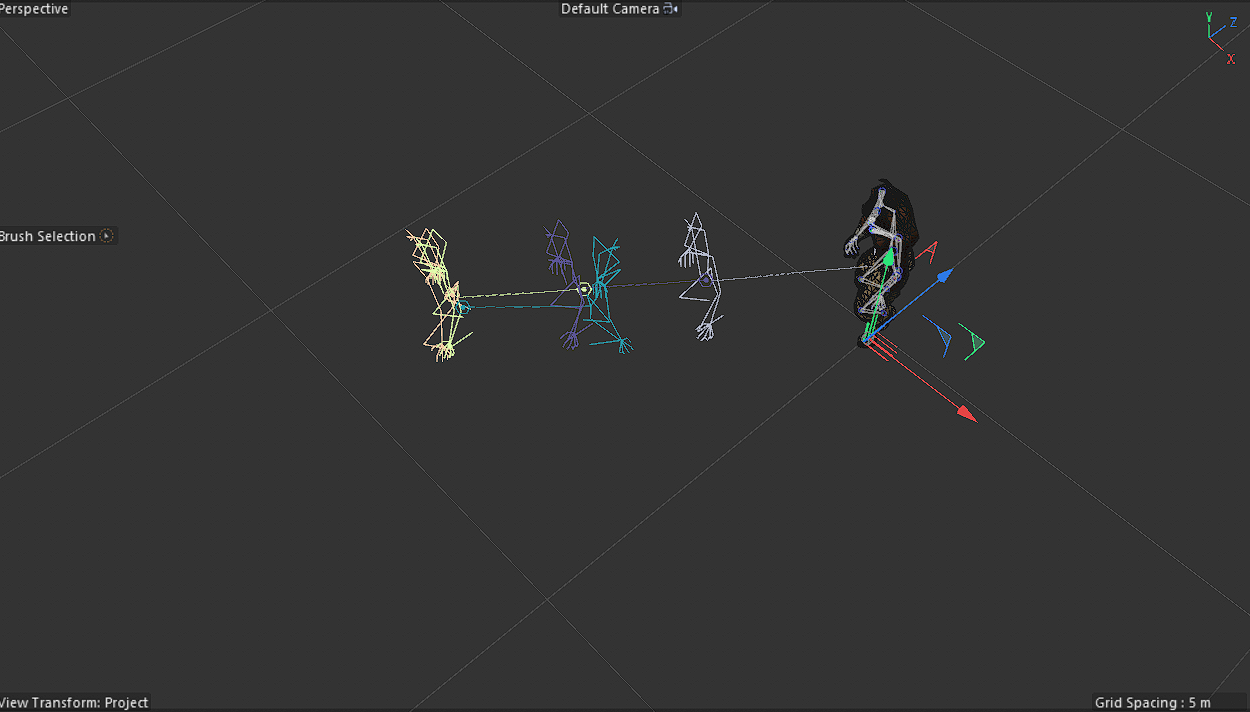 Perspective
Default Camera
Y
Z
X
Brush Selection
View Transform: Project
Grid Spacing : 5 m